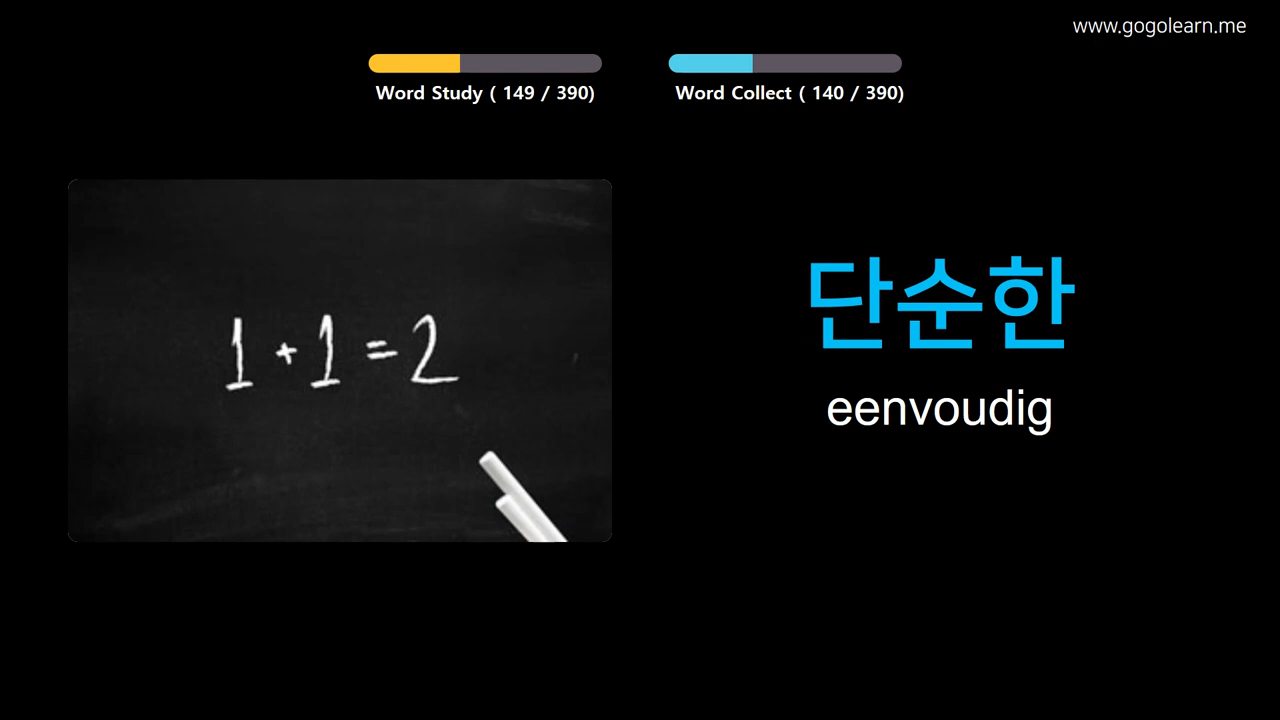 www.gogolearn.me
Word Study ( 149 / 390)
Word Collect ( 140 / 390)
1 + 1 = 2
단순한
eenvoudig